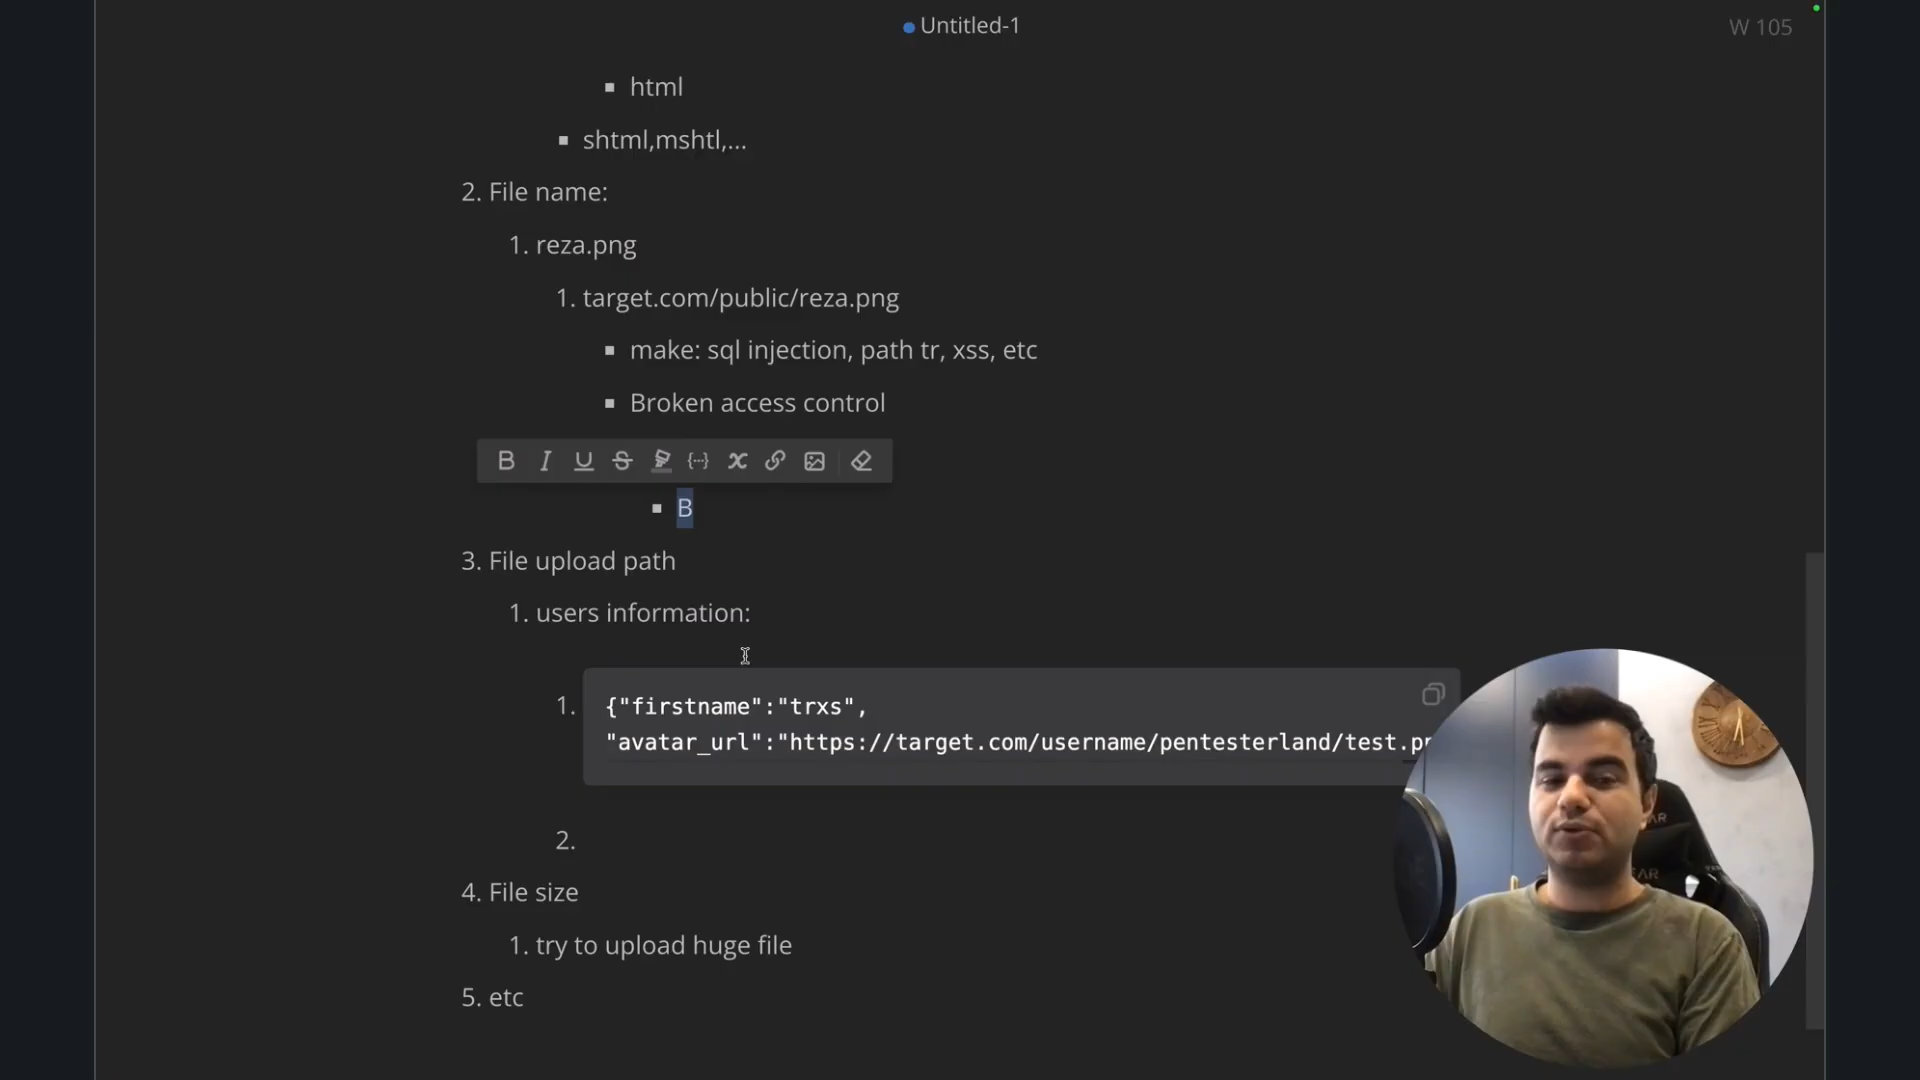 Untitled-1
W 105
▪ html
▪ shtml,mshtl,...
2. File name:
1. reza.png
1. target.com/public/reza.png
▪ make: sql injection, path tr, xss, etc
▪ Broken access control
B I U S
▪ B
3. File upload path
1. users information:
1. {"firstname":"trxs",
"avatar_url":"https://target.com/username/pentesterland/test.
2.
4. File size
1. try to upload huge file
5. etc